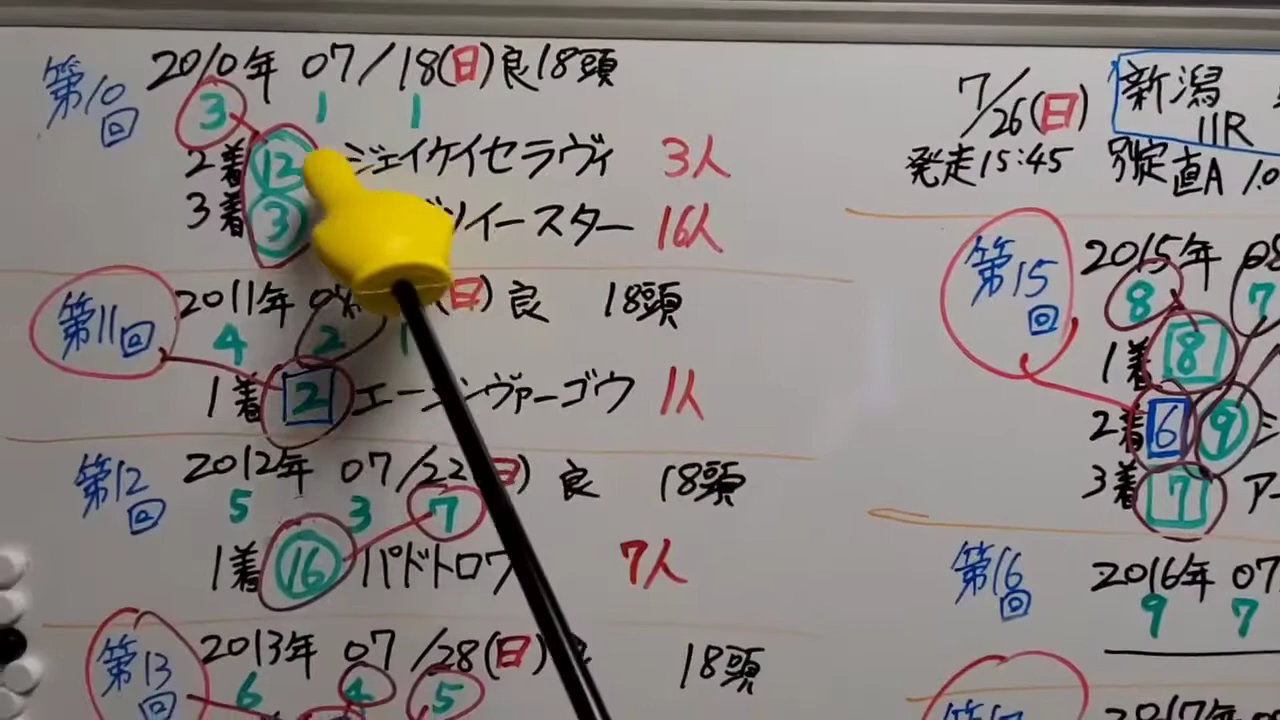 第10回
2010年 07/18(日)良18頭
3 1 1
2着 12 ジェイケイセラヴィ 3人
3着 3 イースター 16人
第11回
2011年 (日) 良 18頭
4 2 1
1着 2 エーシンヴァーゴウ 1人
第12回
2012年 07/22(日) 良 18頭
5 3 7
1着 16 パドトロワ 7人
第13回
2013年 07/28(日) 18頭
6 4 5
7/26(日)
発走15:45
新潟
11R
別定直A 1.0
第15回
2015年 08
8 7
1着 8
2着 6 9
3着 7 アー
第16回
2016年 07
9 7
2017年